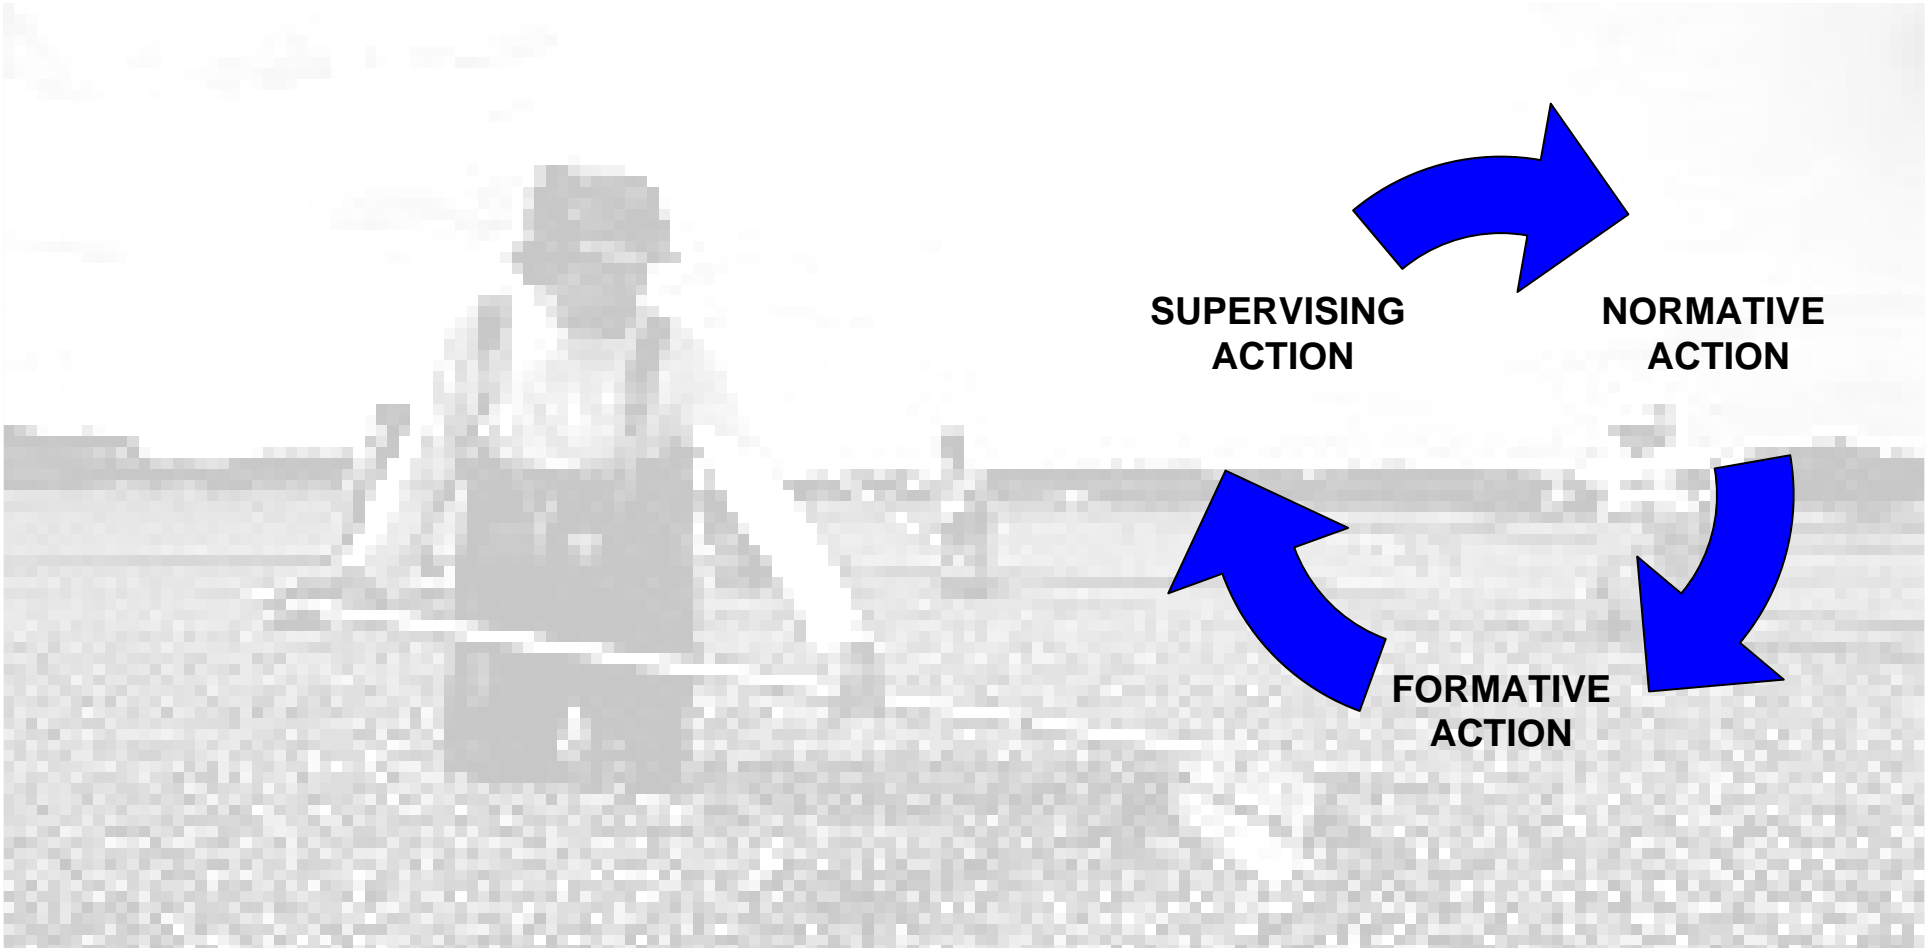 SUPERVISING
ACTION
NORMATIVE
ACTION
FORMATIVE
ACTION